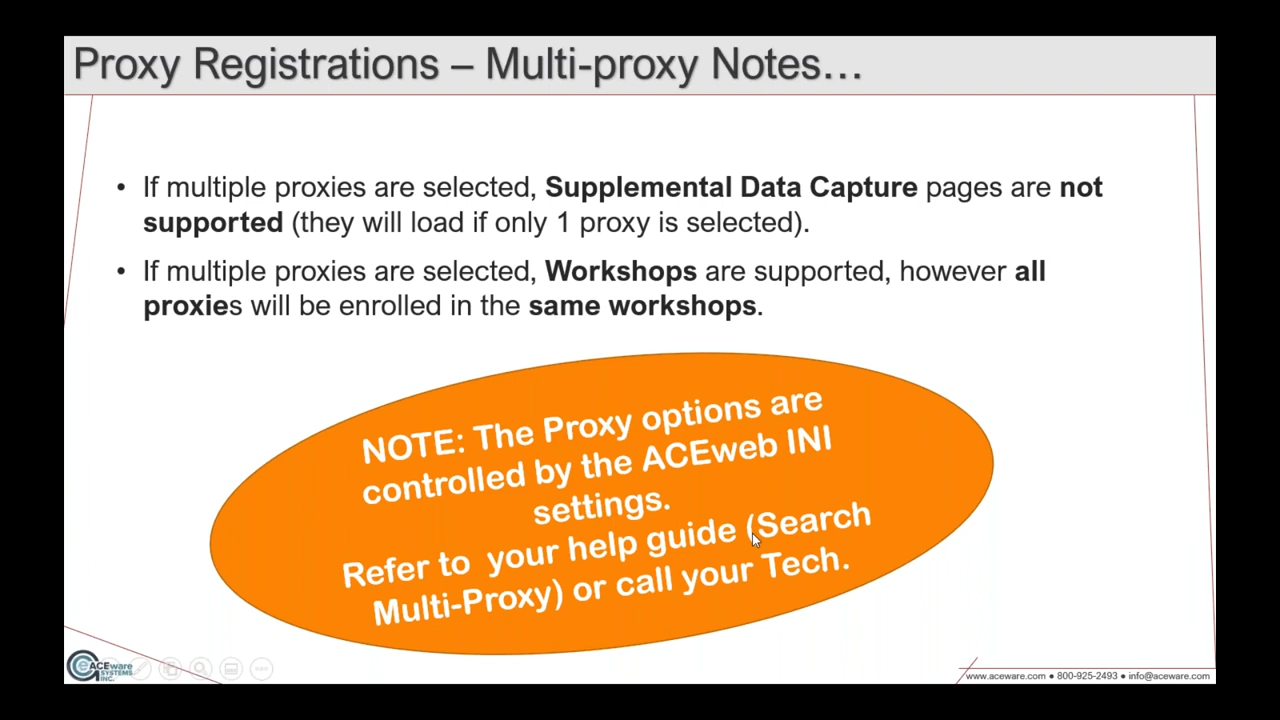 Proxy Registrations – Multi-proxy Notes…
• If multiple proxies are selected, Supplemental Data Capture pages are not
supported (they will load if only 1 proxy is selected).
• If multiple proxies are selected, Workshops are supported, however all
proxies will be enrolled in the same workshops.
NOTE: The Proxy options are
controlled by the ACEweb INI
settings.
Refer to your help guide (Search
Multi-Proxy) or call your Tech.
ACEware
SYSTEMS
INC.
www.aceware.com ● 800-925-2493 ● info@aceware.com